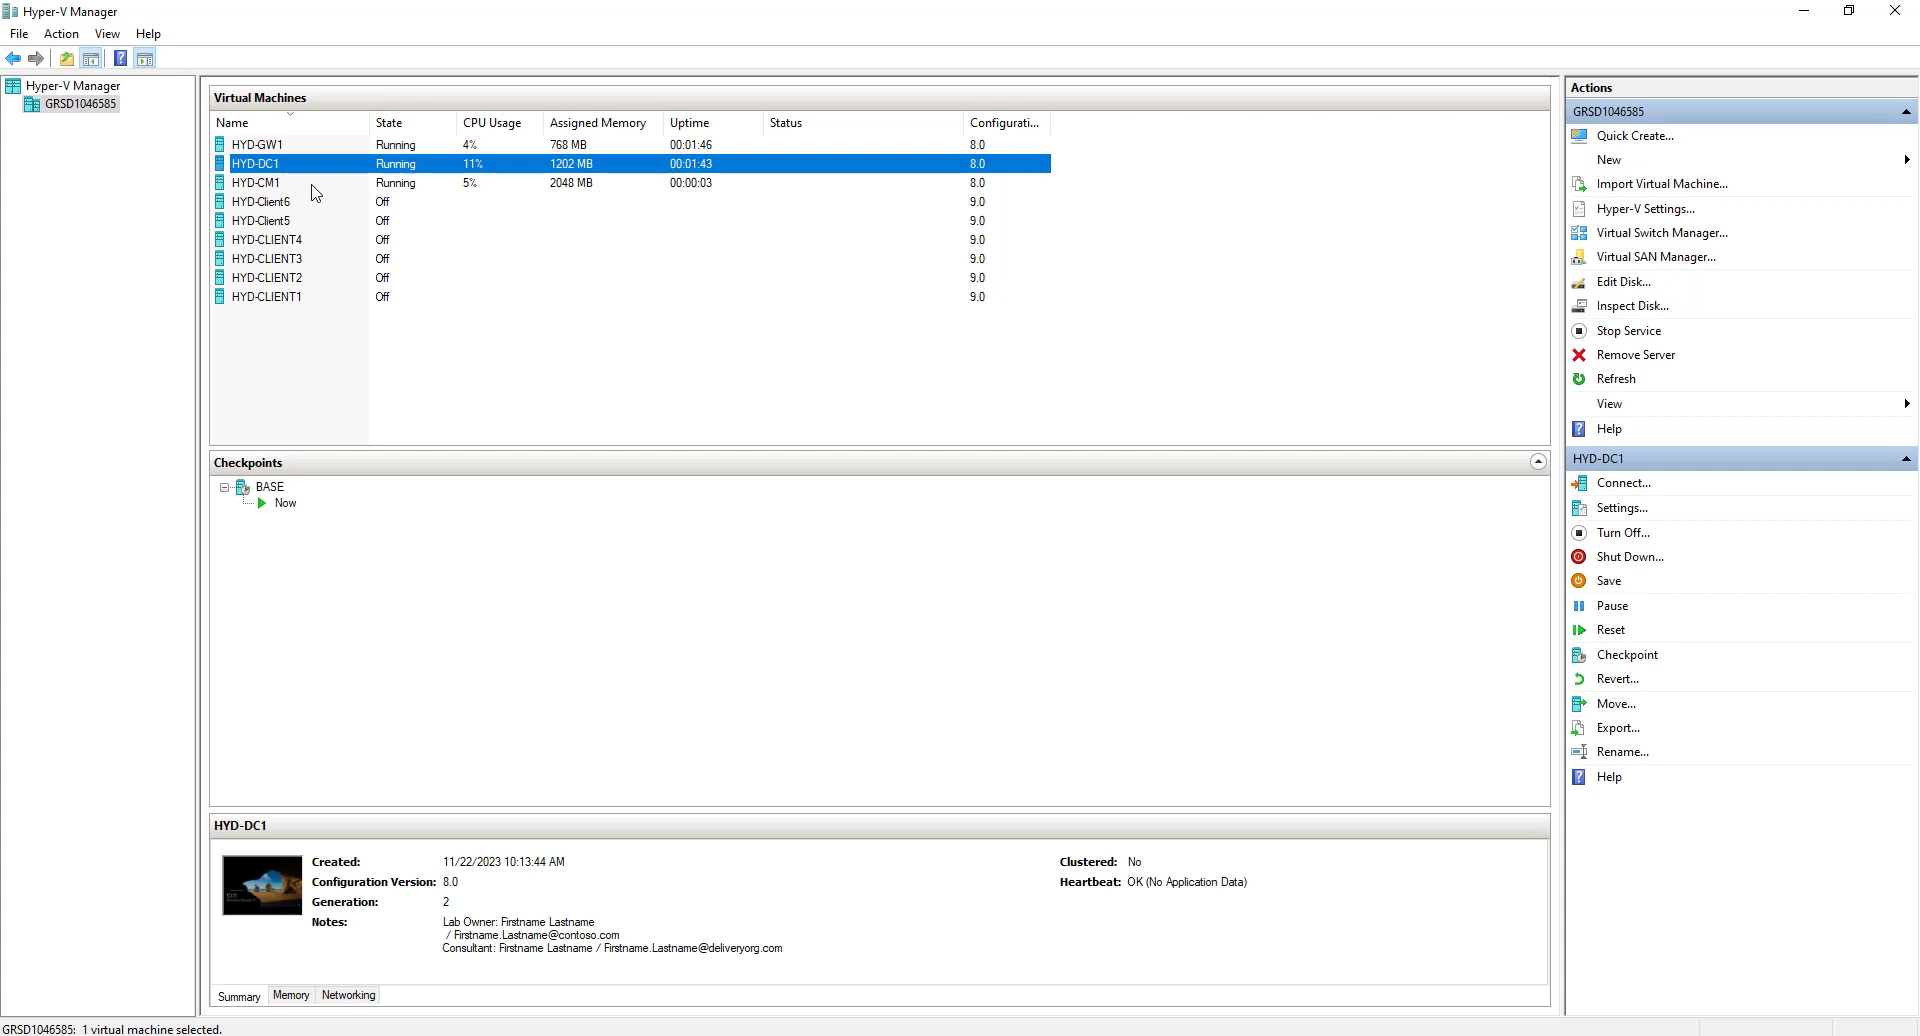 Hyper-V Manager
File Action View Help
Hyper-V Manager
GRSD1046585
Virtual Machines
Name State CPU Usage Assigned Memory Uptime Status Configurati...
HYD-GW1 Running 4% 768 MB 00:01:46 8.0
HYD-DC1 Running 11% 1202 MB 00:01:43 8.0
HYD-CM1 Running 5% 2048 MB 00:00:03 8.0
HYD-Client6 Off 9.0
HYD-Client5 Off 9.0
HYD-CLIENT4 Off 9.0
HYD-CLIENT3 Off 9.0
HYD-CLIENT2 Off 9.0
HYD-CLIENT1 Off 9.0
Checkpoints
BASE
Now
HYD-DC1
Created: 11/22/2023 10:13:44 AM Clustered: No
Configuration Version: 8.0 Heartbeat: OK (No Application Data)
Generation: 2
Notes: Lab Owner: Firstname Lastname
/ Firstname.Lastname@contoso.com
Consultant: Firstname Lastname / Firstname.Lastname@deliveryorg.com
Summary Memory Networking
Actions
GRSD1046585
Quick Create...
New
Import Virtual Machine...
Hyper-V Settings...
Virtual Switch Manager...
Virtual SAN Manager...
Edit Disk...
Inspect Disk...
Stop Service
Remove Server
Refresh
View
Help
HYD-DC1
Connect...
Settings...
Turn Off...
Shut Down...
Save
Pause
Reset
Checkpoint
Revert...
Move...
Export...
Rename...
Help
GRSD1046585: 1 virtual machine selected.